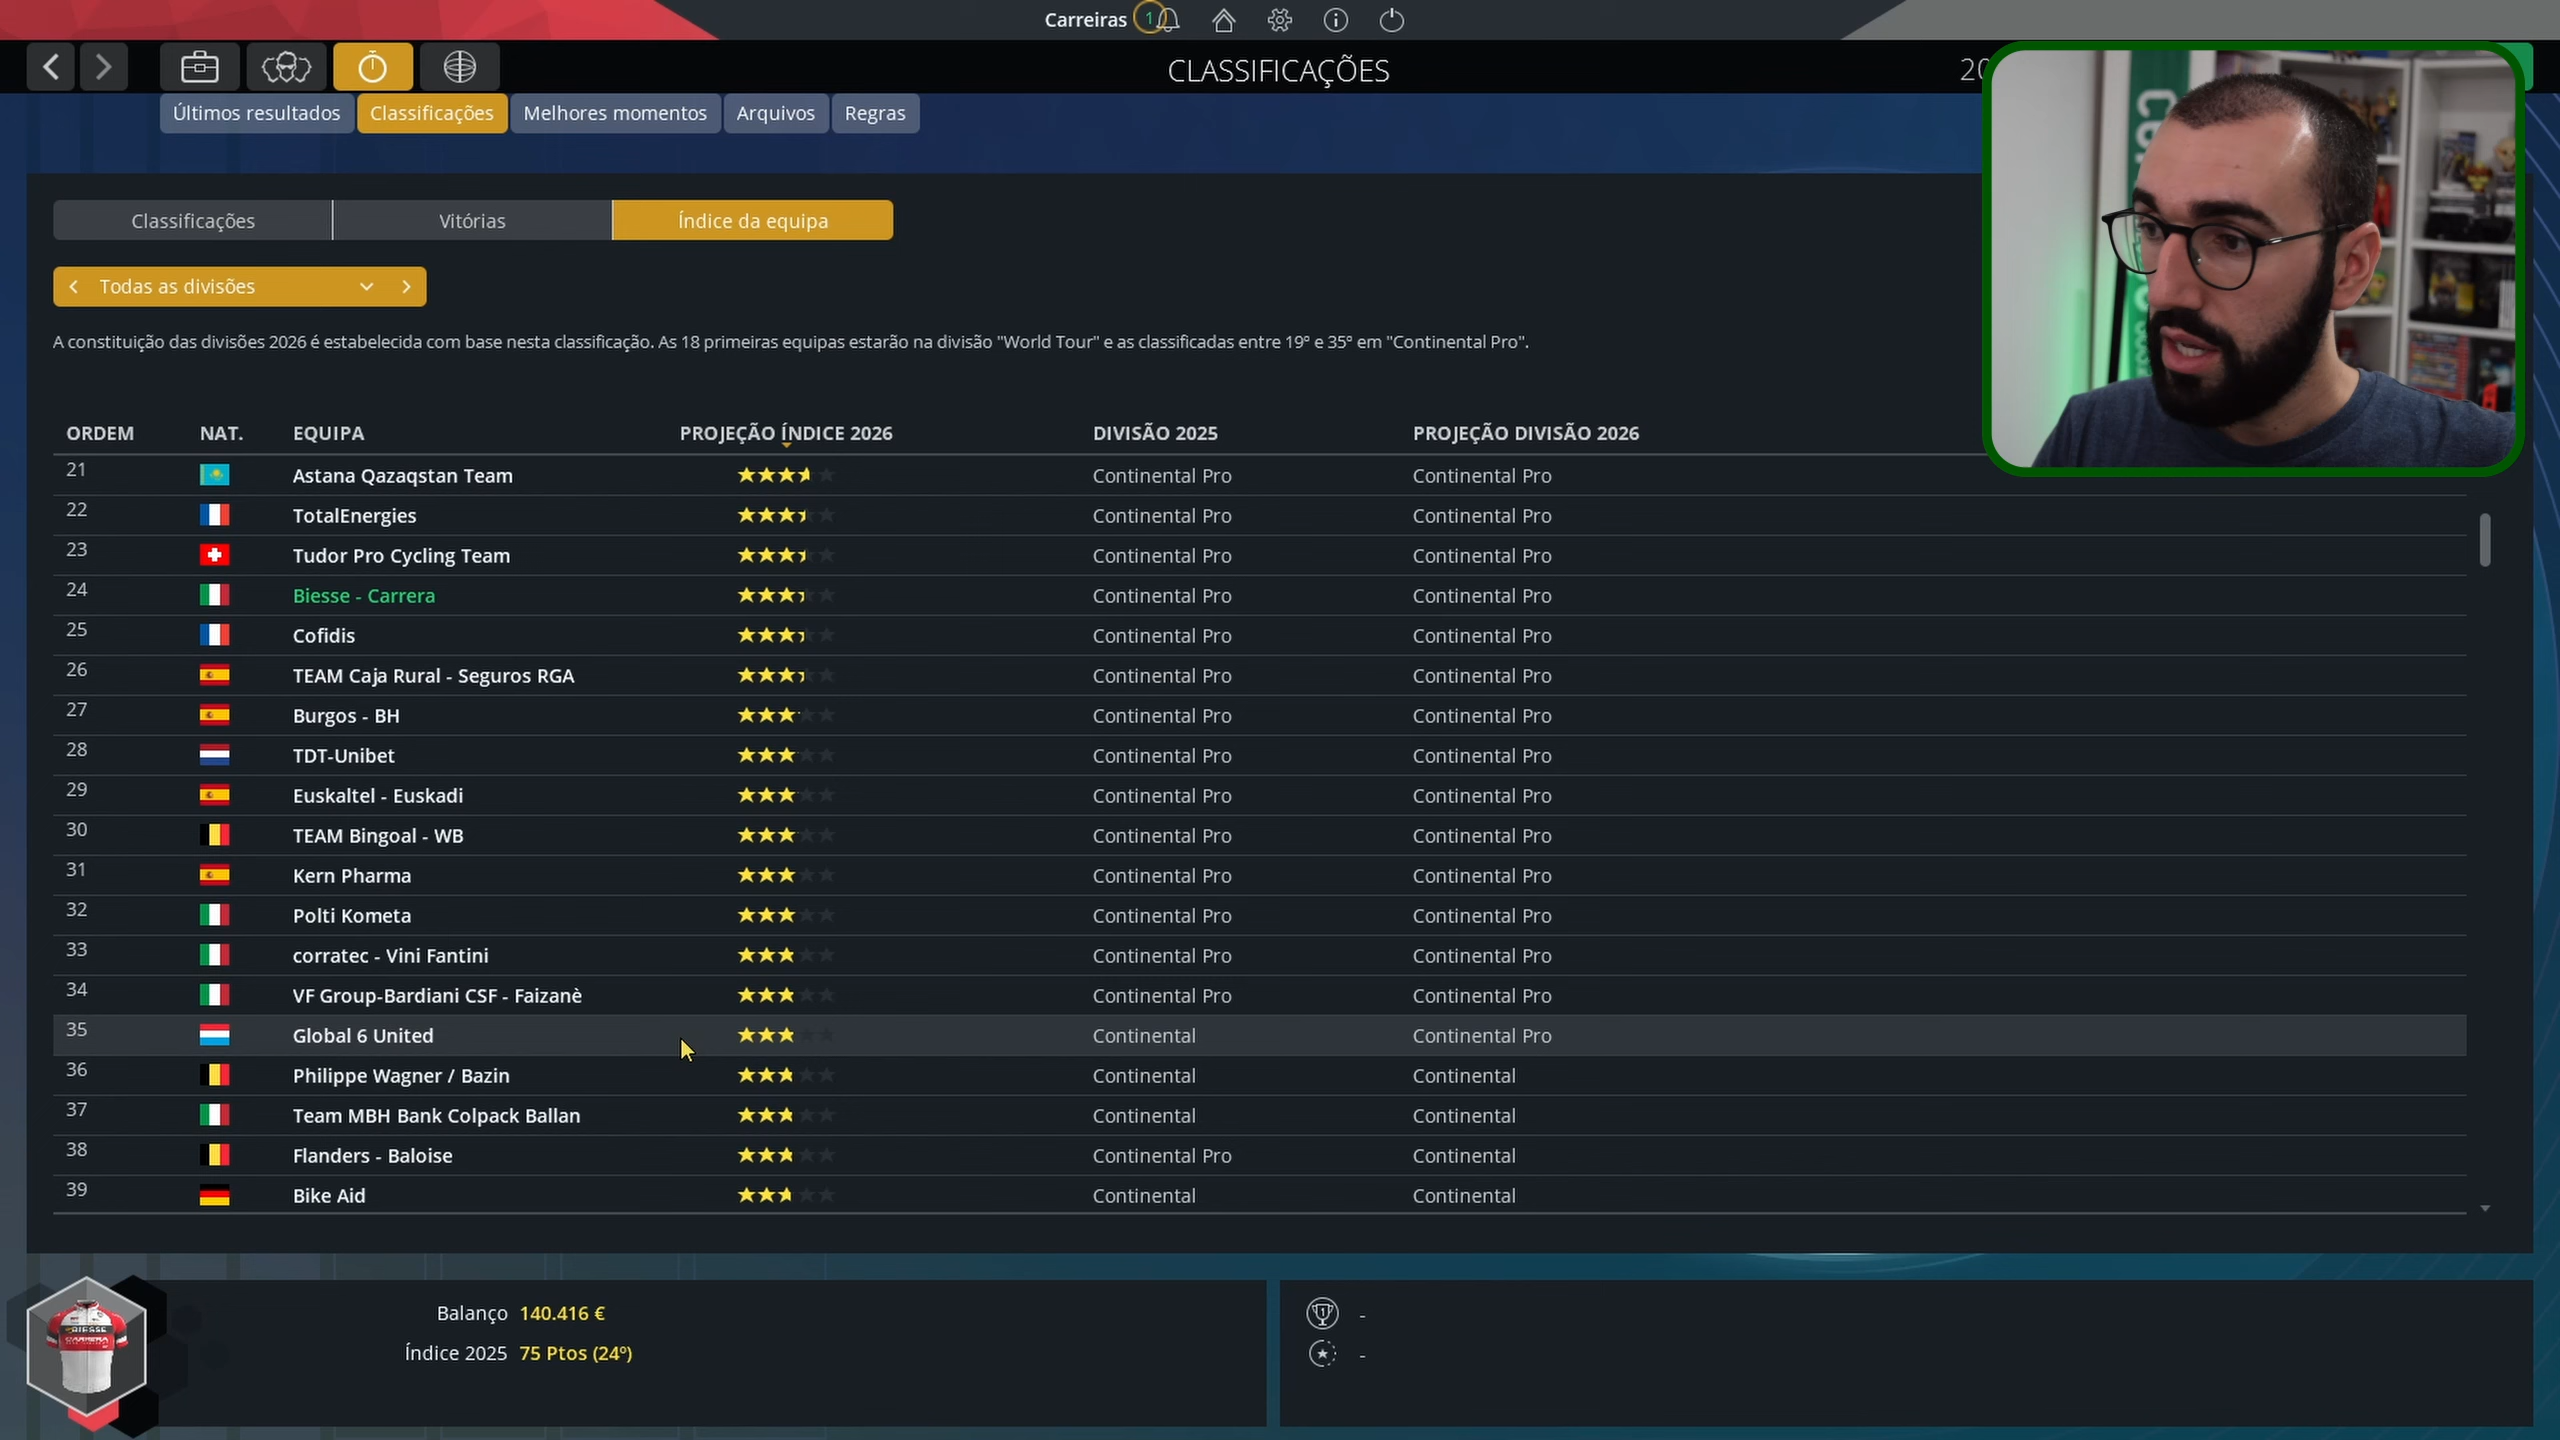 Carreiras 1
CLASSIFICAÇÕES
20
Últimos resultados Classificações Melhores momentos Arquivos Regras
Classificações Vitórias Índice da equipa
Todas as divisões
A constituição das divisões 2026 é estabelecida com base nesta classificação. As 18 primeiras equipas estarão na divisão "World Tour" e as classificadas entre 19º e 35º em "Continental Pro".
ORDEM NAT. EQUIPA PROJEÇÃO ÍNDICE 2026 DIVISÃO 2025 PROJEÇÃO DIVISÃO 2026
21 Astana Qazaqstan Team Continental Pro Continental Pro
22 TotalEnergies Continental Pro Continental Pro
23 Tudor Pro Cycling Team Continental Pro Continental Pro
24 Biesse - Carrera Continental Pro Continental Pro
25 Cofidis Continental Pro Continental Pro
26 TEAM Caja Rural - Seguros RGA Continental Pro Continental Pro
27 Burgos - BH Continental Pro Continental Pro
28 TDT-Unibet Continental Pro Continental Pro
29 Euskaltel - Euskadi Continental Pro Continental Pro
30 TEAM Bingoal - WB Continental Pro Continental Pro
31 Kern Pharma Continental Pro Continental Pro
32 Polti Kometa Continental Pro Continental Pro
33 corratec - Vini Fantini Continental Pro Continental Pro
34 VF Group-Bardiani CSF - Faizanè Continental Pro Continental Pro
35 Global 6 United Continental Continental Pro
36 Philippe Wagner / Bazin Continental Continental
37 Team MBH Bank Colpack Ballan Continental Continental
38 Flanders - Baloise Continental Pro Continental
39 Bike Aid Continental Continental
Balanço 140.416 €
Índice 2025 75 Ptos (24º)
-
-
BIESSE
CARRERA